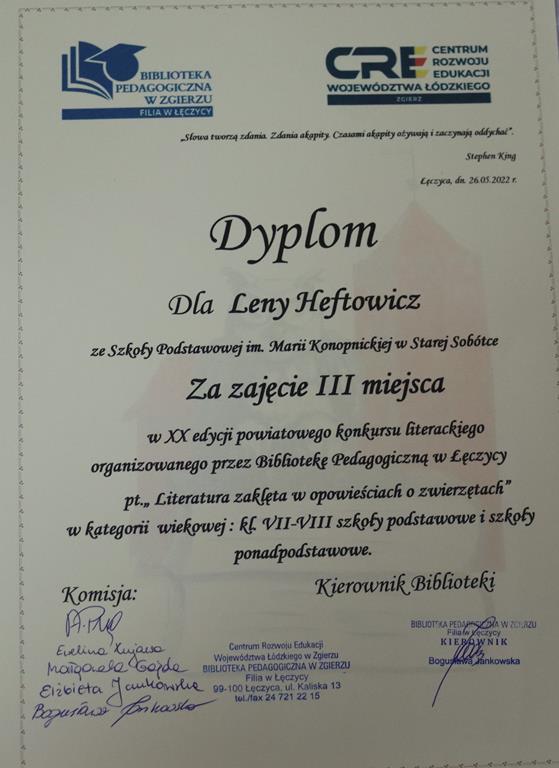 BIBLIOTEKA
PEDAGOGICZNA
W ZGIERZU
FILIA W ŁĘCZYCY
CRE CENTRUM
ROZWOJU
EDUKACJI
WOJEWÓDZTWA ŁÓDZKIEGO
ZGIERZ
„Słowa tworzą zdania. Zdania akapity. Czasami akapity ożywają i zaczynają oddychać”.
Stephen King
Łęczyca, dn. 26.05.2022 r.
Dyplom
Dla Leny Heftowicz
ze Szkoły Podstawowej im. Marii Konopnickiej w Starej Sobótce
Za zajęcie III miejsca
w XX edycji powiatowego konkursu literackiego
organizowanego przez Bibliotekę Pedagogiczną w Łęczycy
pt.„ Literatura zaklęta w opowieściach o zwierzętach”
w kategorii wiekowej : kl. VII-VIII szkoły podstawowe i szkoły
ponadpodstawowe.
Komisja:
Ewelina Kujawa
Małgorzata Gajda
Elżbieta Jankowska
Bogusława Jankowska
Centrum Rozwoju Edukacji
Województwa Łódzkiego w Zgierzu
BIBLIOTEKA PEDAGOGICZNA W ZGIERZU
Filia w Łęczycy
99-100 Łęczyca, ul. Kaliska 13
tel./fax 24 721 22 15
Kierownik Biblioteki
BIBLIOTEKA PEDAGOGICZNA W ZGIERZU
Filia w Łęczycy
KIEROWNIK
Bogusława Jankowska